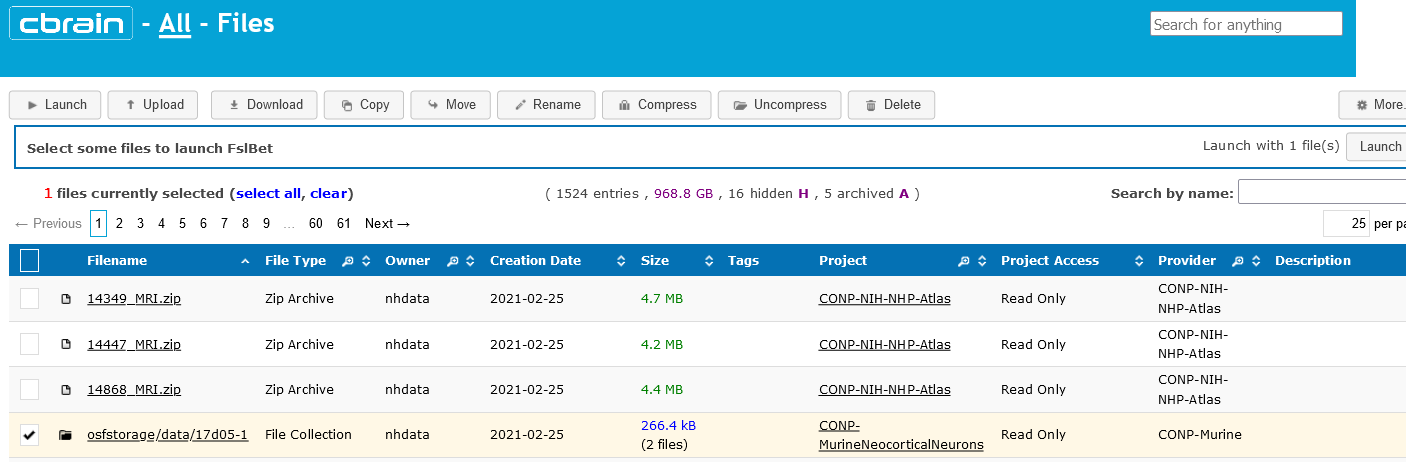 cbrain - All - Files
Search for anything
Launch Upload Download Copy Move Rename Compress Uncompress Delete More.
Select some files to launch FslBet Launch with 1 file(s) Launch
1 files currently selected (select all, clear) ( 1524 entries , 968.8 GB , 16 hidden H , 5 archived A ) Search by name:
← Previous 1 2 3 4 5 6 7 8 9 ... 60 61 Next → 25 per pa
Filename File Type Owner Creation Date Size Tags Project Project Access Provider Description
14349_MRI.zip Zip Archive nhdata 2021-02-25 4.7 MB CONP-NIH-NHP-Atlas Read Only CONP-NIH-
NHP-Atlas
14447_MRI.zip Zip Archive nhdata 2021-02-25 4.2 MB CONP-NIH-NHP-Atlas Read Only CONP-NIH-
NHP-Atlas
14868_MRI.zip Zip Archive nhdata 2021-02-25 4.4 MB CONP-NIH-NHP-Atlas Read Only CONP-NIH-
NHP-Atlas
osfstorage/data/17d05-1 File Collection nhdata 2021-02-25 266.4 kB
(2 files) CONP-
MurineNeocorticalNeurons Read Only CONP-Murine